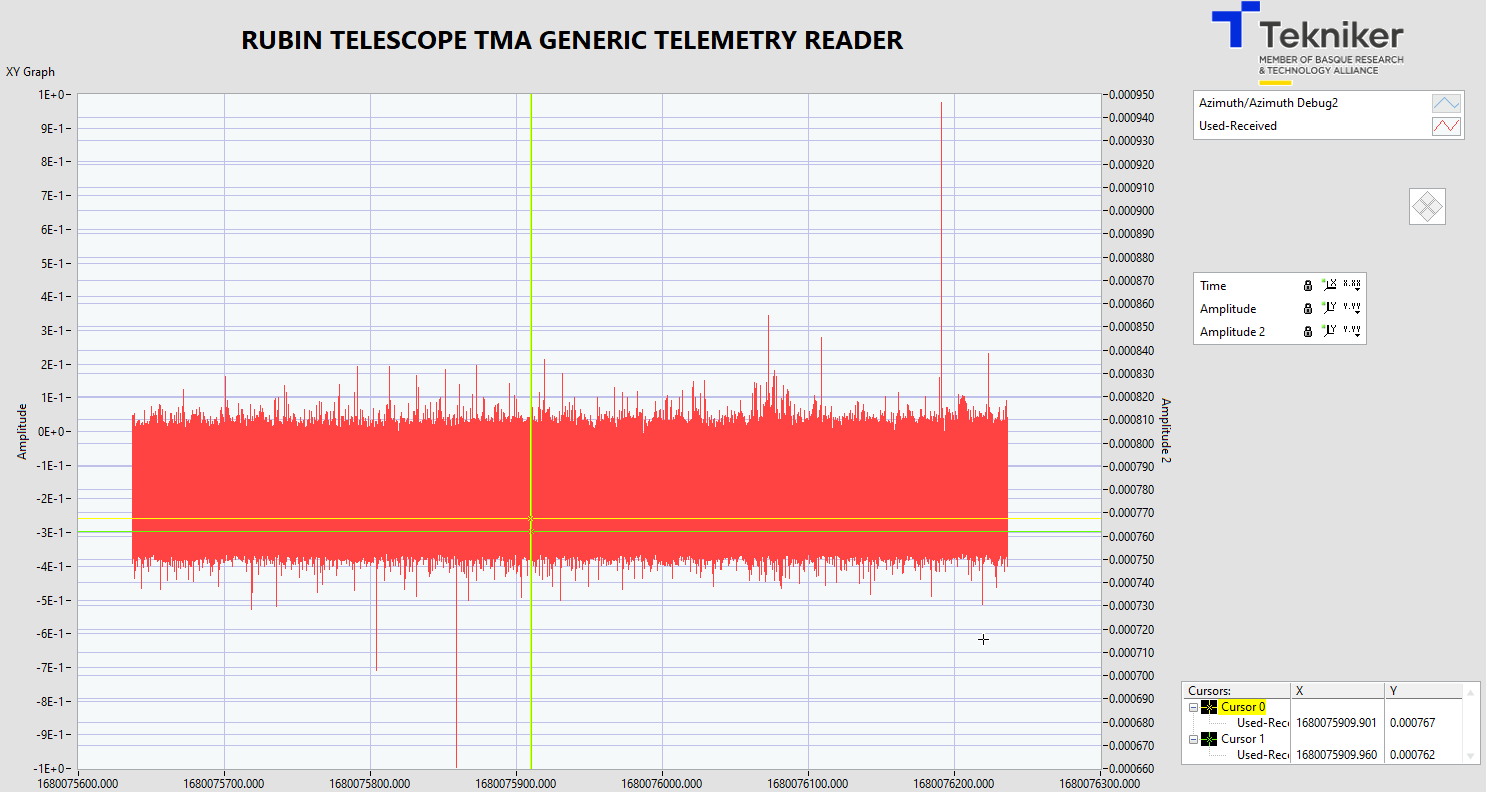 RUBIN TELESCOPE TMA GENERIC TELEMETRY READER
Tekniker
MEMBER OF BASQUE RESEARCH
& TECHNOLOGY ALLIANCE
XY Graph
Amplitude
1E+0
9E-1
8E-1
7E-1
6E-1
5E-1
4E-1
3E-1
2E-1
1E-1
0E+0
-1E-1
-2E-1
-3E-1
-4E-1
-5E-1
-6E-1
-7E-1
-8E-1
-9E-1
-1E+0
0.000950
0.000940
0.000930
0.000920
0.000910
0.000900
0.000890
0.000880
0.000870
0.000860
0.000850
0.000840
0.000830
0.000820
0.000810
0.000800
0.000790
0.000780
0.000770
0.000760
0.000750
0.000740
0.000730
0.000720
0.000710
0.000700
0.000690
0.000680
0.000670
0.000660
Amplitude 2
1680075600.000 1680075700.000 1680075800.000 1680075900.000 1680076000.000 1680076100.000 1680076200.000 1680076300.000
Azimuth/Azimuth Debug2
Used-Received
Time X X.XX
Amplitude Y Y.YY
Amplitude 2 Y Y.YY
Cursors: X Y
Cursor 0
Used-Rec 1680075909.901 0.000767
Cursor 1
Used-Rec 1680075909.960 0.000762